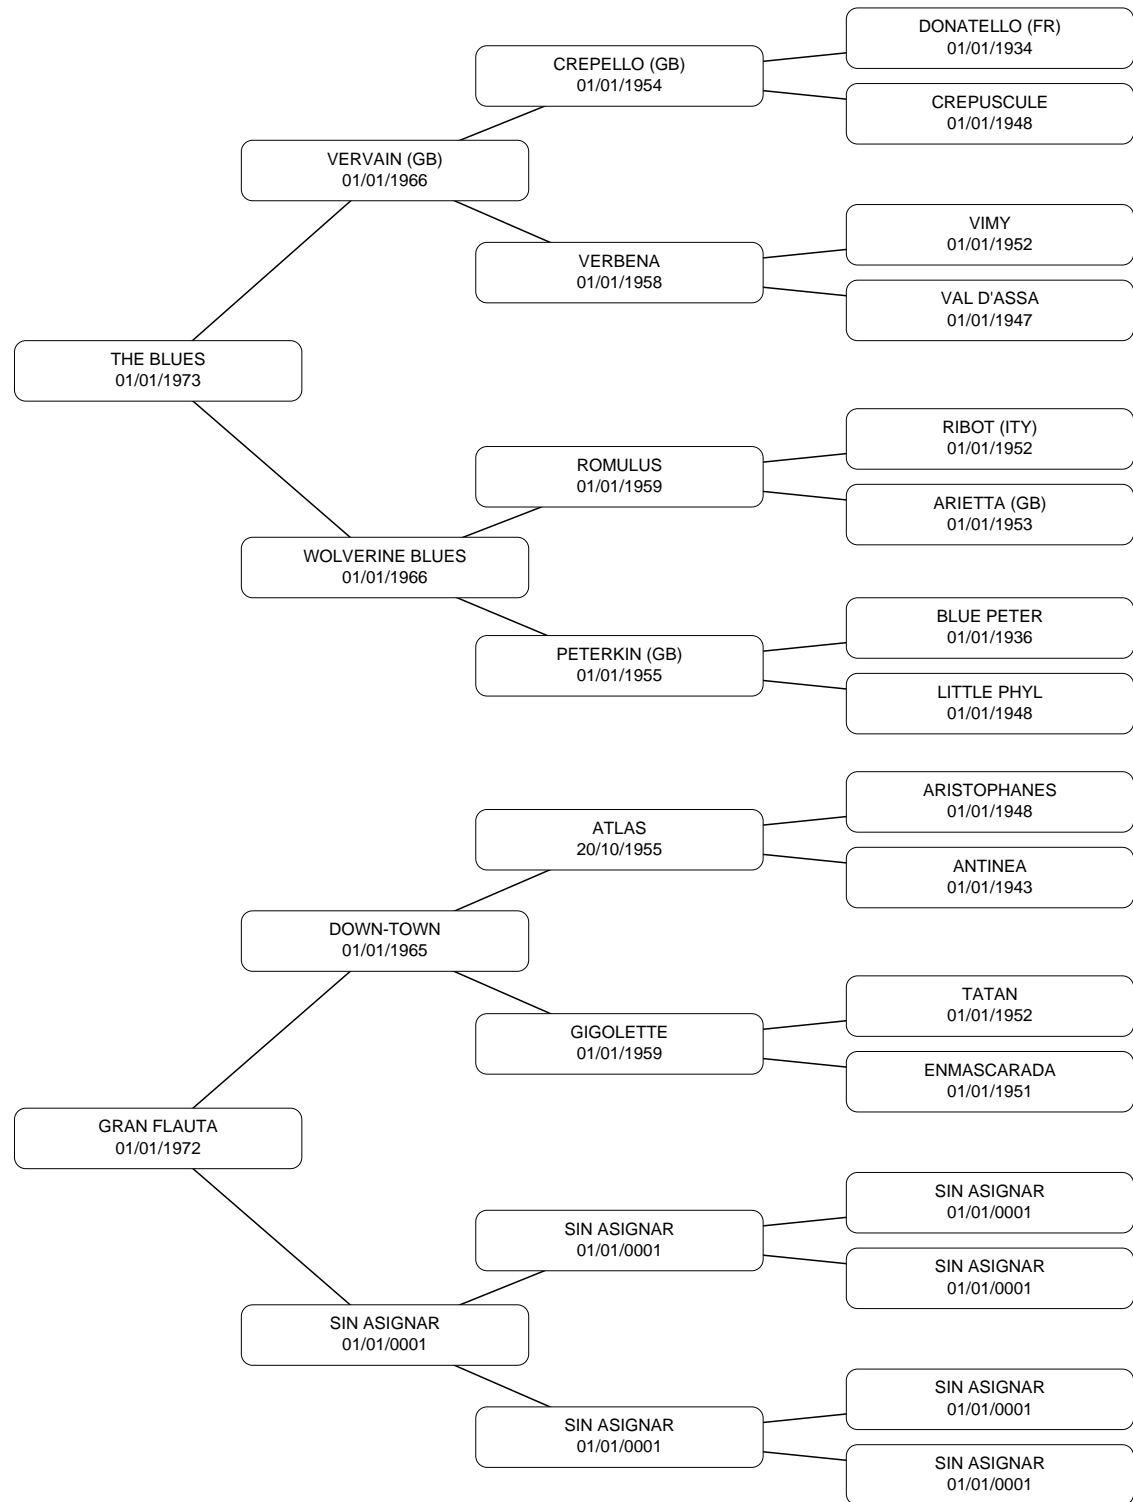 DONATELLO (FR)
01/01/1934
CREPELLO (GB)
01/01/1954
CREPUSCULE
01/01/1948
VERVAIN (GB)
01/01/1966
VIMY
01/01/1952
VERBENA
01/01/1958
VAL D'ASSA
01/01/1947
THE BLUES
01/01/1973
RIBOT (ITY)
01/01/1952
ROMULUS
01/01/1959
ARIETTA (GB)
01/01/1953
WOLVERINE BLUES
01/01/1966
BLUE PETER
01/01/1936
PETERKIN (GB)
01/01/1955
LITTLE PHYL
01/01/1948
ARISTOPHANES
01/01/1948
ATLAS
20/10/1955
ANTINEA
01/01/1943
DOWN-TOWN
01/01/1965
TATAN
01/01/1952
GIGOLETTE
01/01/1959
ENMASCARADA
01/01/1951
GRAN FLAUTA
01/01/1972
SIN ASIGNAR
01/01/0001
SIN ASIGNAR
01/01/0001
SIN ASIGNAR
01/01/0001
SIN ASIGNAR
01/01/0001
SIN ASIGNAR
01/01/0001
SIN ASIGNAR
01/01/0001
SIN ASIGNAR
01/01/0001